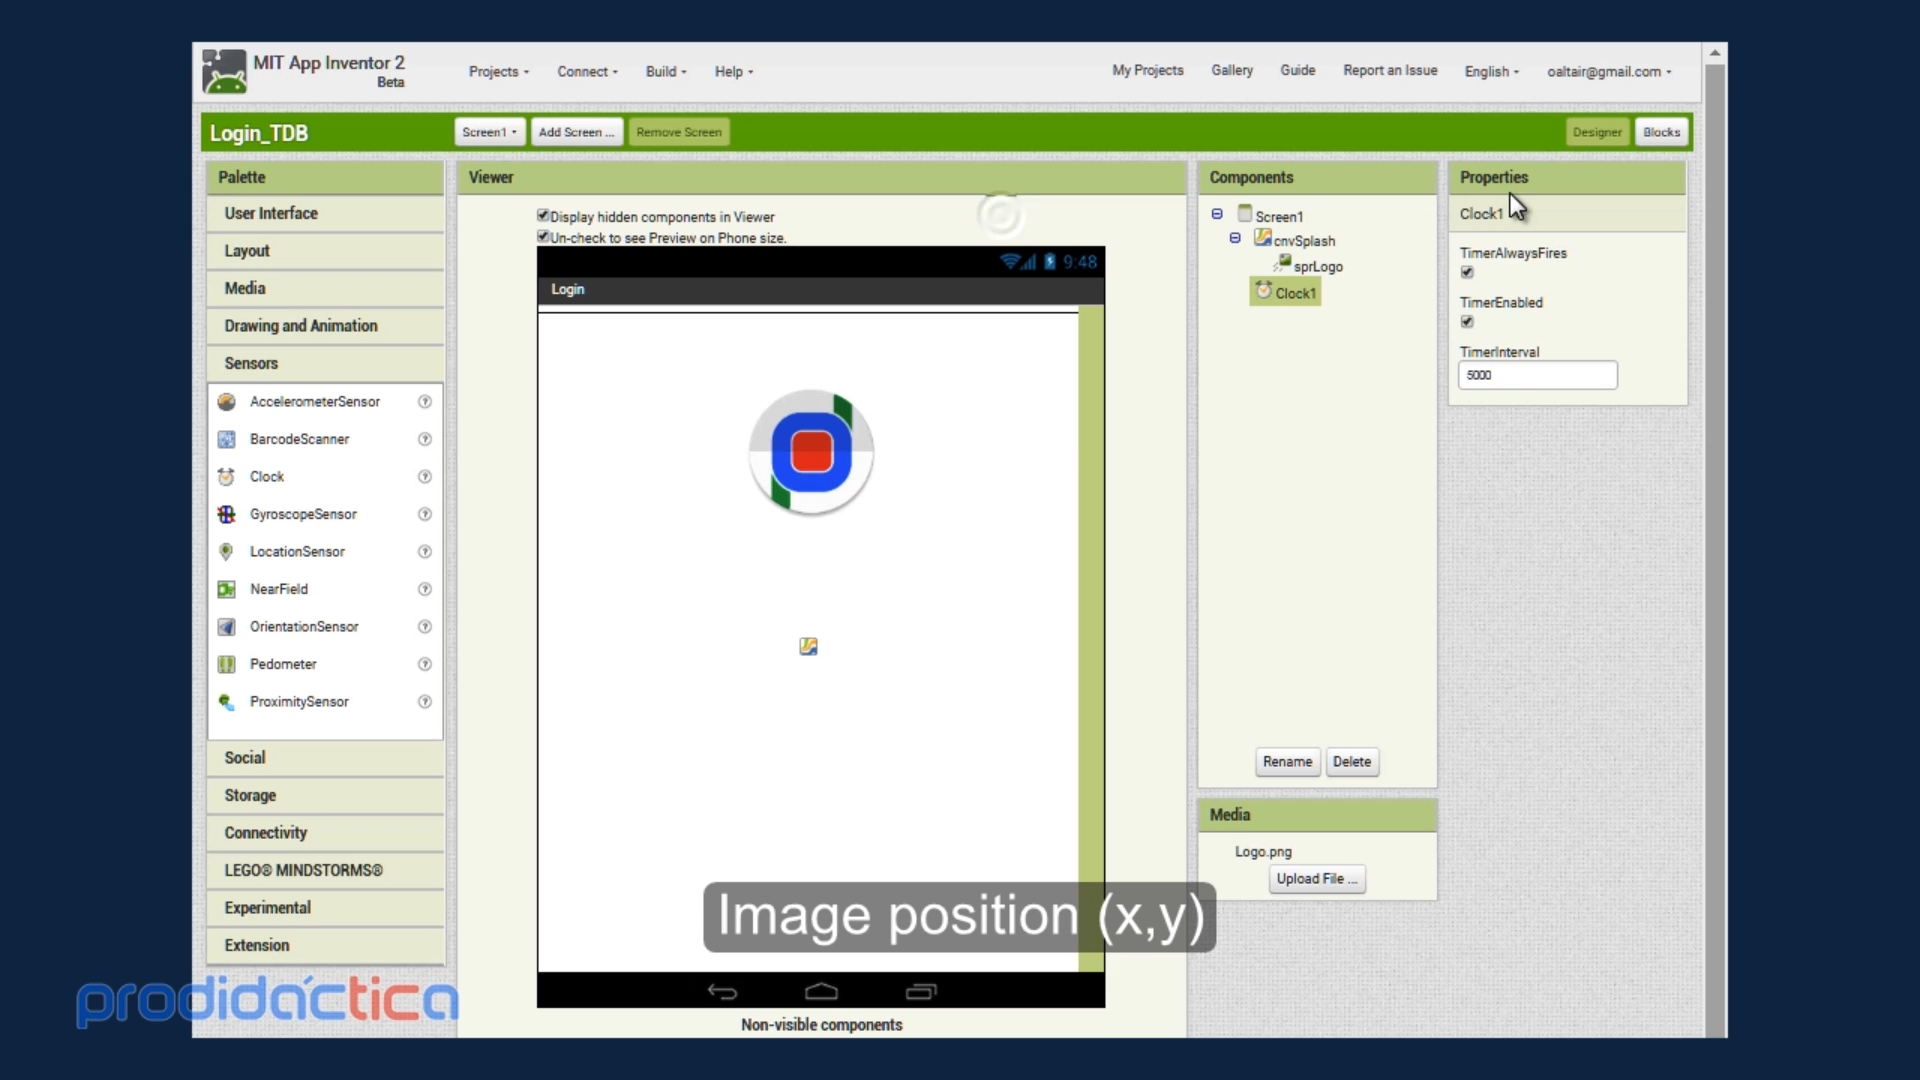 MIT App Inventor 2
Beta
Projects
Connect
Build
Help
My Projects
Gallery
Guide
Report an Issue
English
oaltair@gmail.com
Login_TDB
Screen1
Add Screen ...
Remove Screen
Designer
Blocks
Palette
User Interface
Layout
Media
Drawing and Animation
Sensors
AccelerometerSensor
BarcodeScanner
Clock
GyroscopeSensor
LocationSensor
NearField
OrientationSensor
Pedometer
ProximitySensor
Social
Storage
Connectivity
LEGO® MINDSTORMS®
Experimental
Extension
Viewer
Display hidden components in Viewer
Un-check to see Preview on Phone size.
9:48
Login
Image position (x,y)
Non-visible components
Components
Screen1
cnvSplash
sprLogo
Clock1
Rename
Delete
Media
Logo.png
Upload File ...
Properties
Clock1
TimerAlwaysFires
TimerEnabled
TimerInterval
5000
prodidáctica